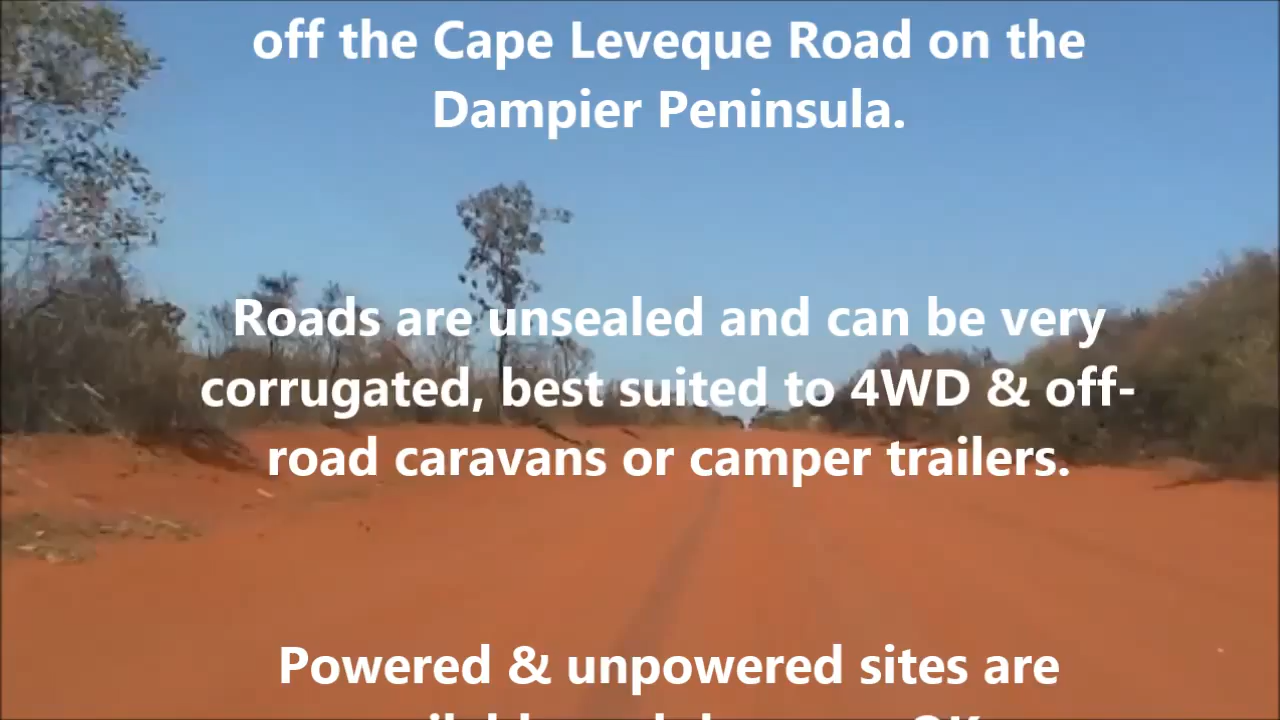 off the Cape Leveque Road on the
Dampier Peninsula.
Roads are unsealed and can be very
corrugated, best suited to 4WD & off-
road caravans or camper trailers.
Powered & unpowered sites are